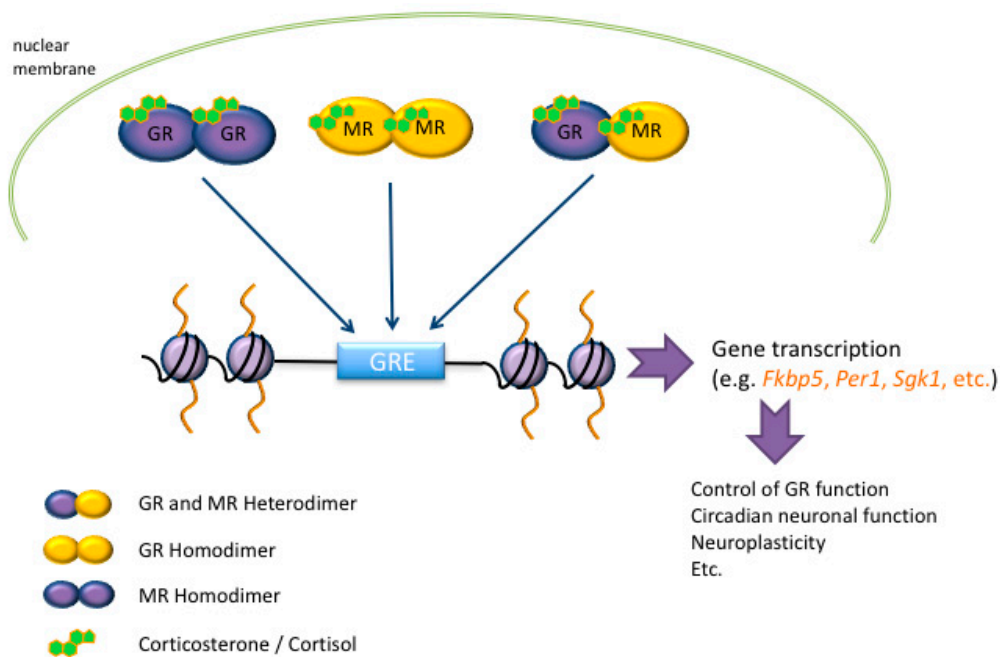 nuclear
membrane
GR
GR
MR
MR
GR
MR
GRE
Gene transcription
(e.g. Fkbp5, Per1, Sgk1, etc.)
Control of GR function
Circadian neuronal function
Neuroplasticity
Etc.
GR and MR Heterodimer
GR Homodimer
MR Homodimer
Corticosterone / Cortisol